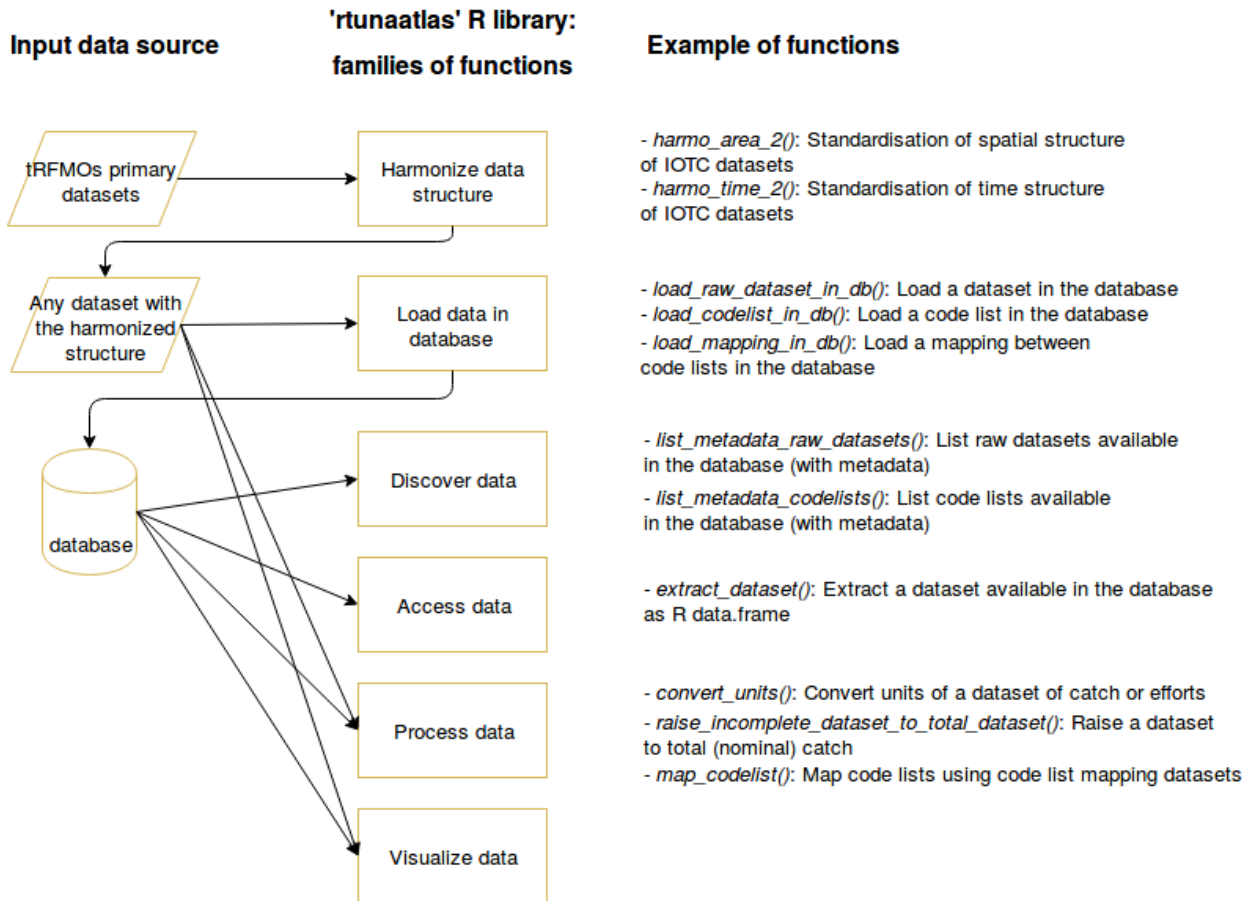 Input data source
'rtunaatlas' R library:
families of functions
Example of functions
tRFMOs primary
datasets
Harmonize data
structure
- harmo_area_2(): Standardisation of spatial structure
of IOTC datasets
- harmo_time_2(): Standardisation of time structure
of IOTC datasets
Any dataset with
the harmonized
structure
Load data in
database
- load_raw_dataset_in_db(): Load a dataset in the database
- load_codelist_in_db(): Load a code list in the database
- load_mapping_in_db(): Load a mapping between
code lists in the database
database
Discover data
- list_metadata_raw_datasets(): List raw datasets available
in the database (with metadata)
- list_metadata_codelists(): List code lists available
in the database (with metadata)
Access data
- extract_dataset(): Extract a dataset available in the database
as R data.frame
Process data
- convert_units(): Convert units of a dataset of catch or efforts
- raise_incomplete_dataset_to_total_dataset(): Raise a dataset
to total (nominal) catch
- map_codelist(): Map code lists using code list mapping datasets
Visualize data